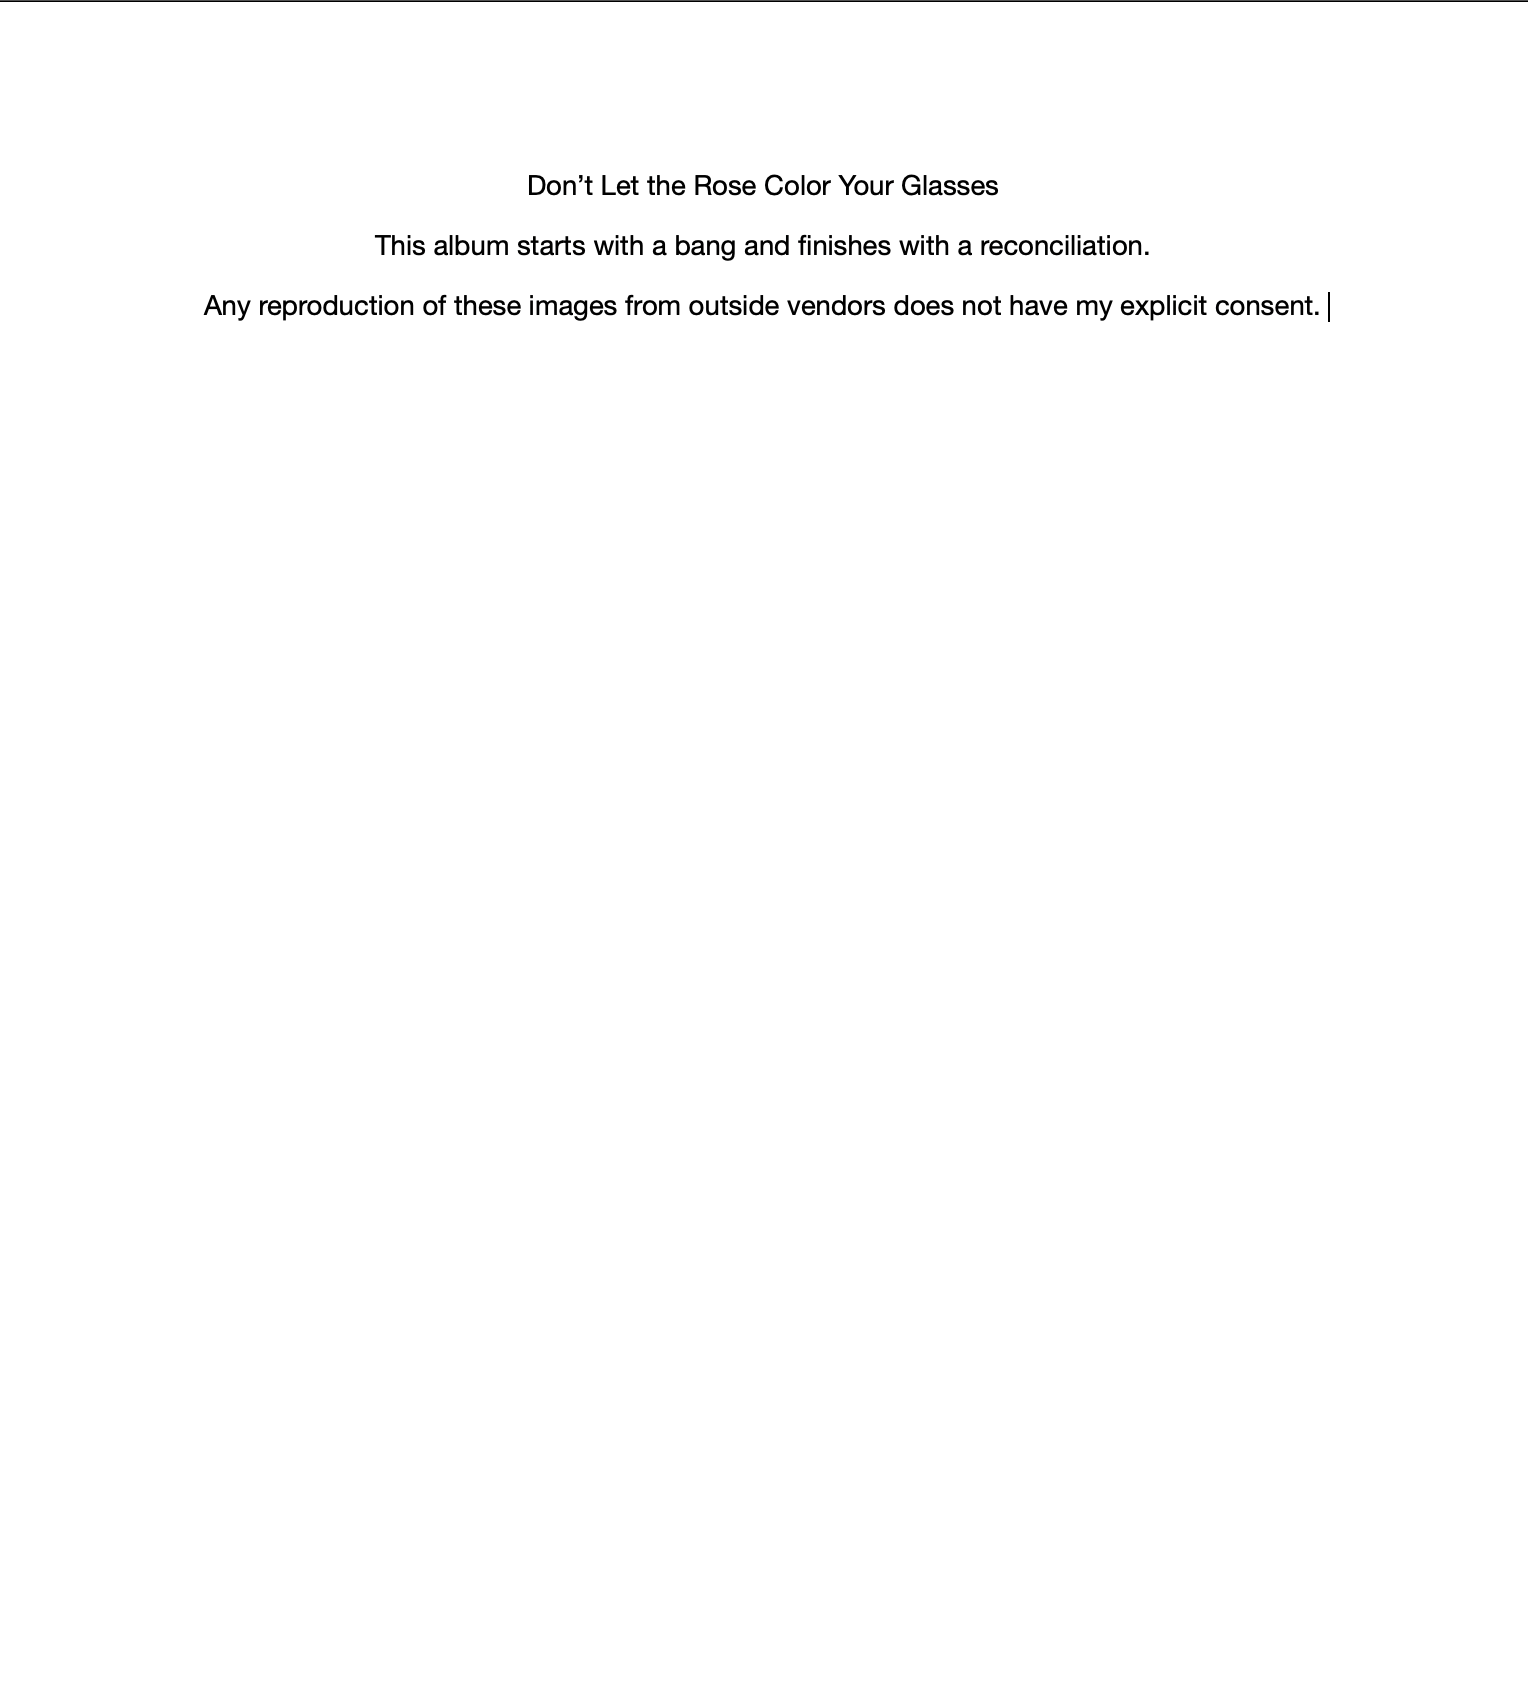 Don’t Let the Rose Color Your Glasses
This album starts with a bang and finishes with a reconciliation.
Any reproduction of these images from outside vendors does not have my explicit consent.